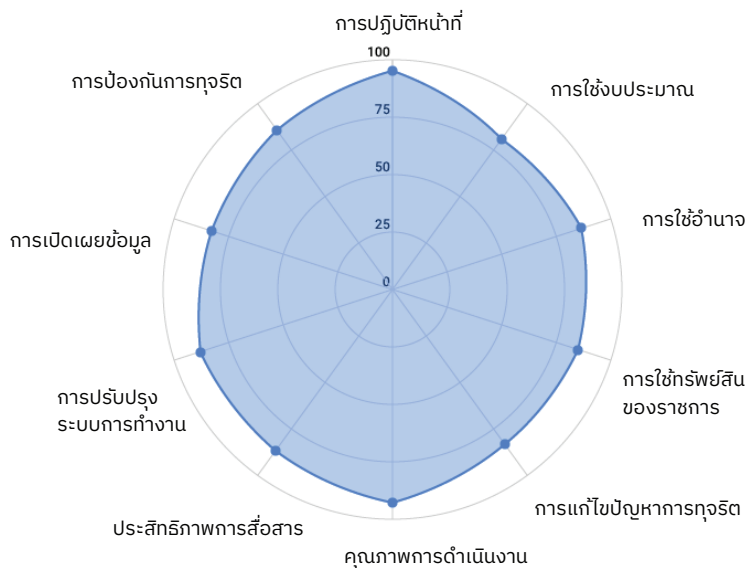 การปฏิบัติหน้าที่
100
การป้องกันการทุจริต
การใช้งบประมาณ
75
50
การใช้อำนาจ
25
การเปิดเผยข้อมูล
0
การใช้ทรัพย์สิน
ของราชการ
การปรับปรุง
ระบบการทำงาน
การแก้ไขปัญหาการทุจริต
ประสิทธิภาพการสื่อสาร
คุณภาพการดำเนินงาน